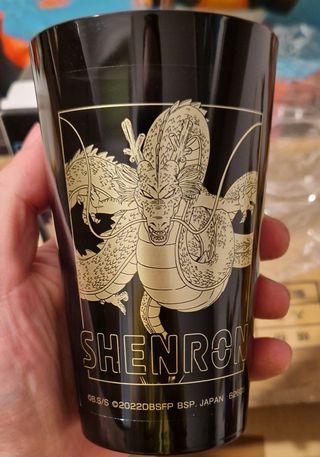 SHENRON
©B.S/S ©2022DBSFP BSP. JAPAN